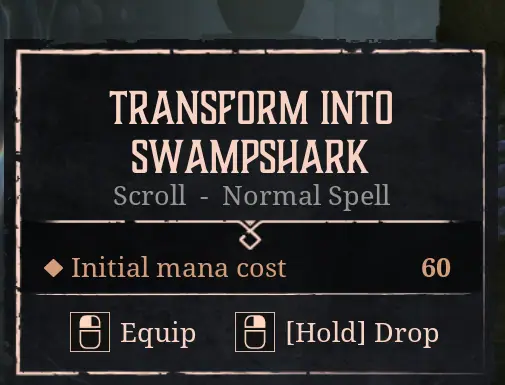 TRANSFORM INTO
SWAMPSHARK
Scroll - Normal Spell
Initial mana cost 60
Equip [Hold] Drop